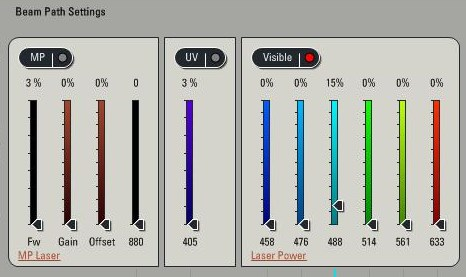 Beam Path Settings
MP UV Visible
3 % 0% 0% 0 3 % 0% 0% 15% 0% 0% 0%
Fw Gain Offset 880 405 458 476 488 514 561 633
MP Laser Laser Power